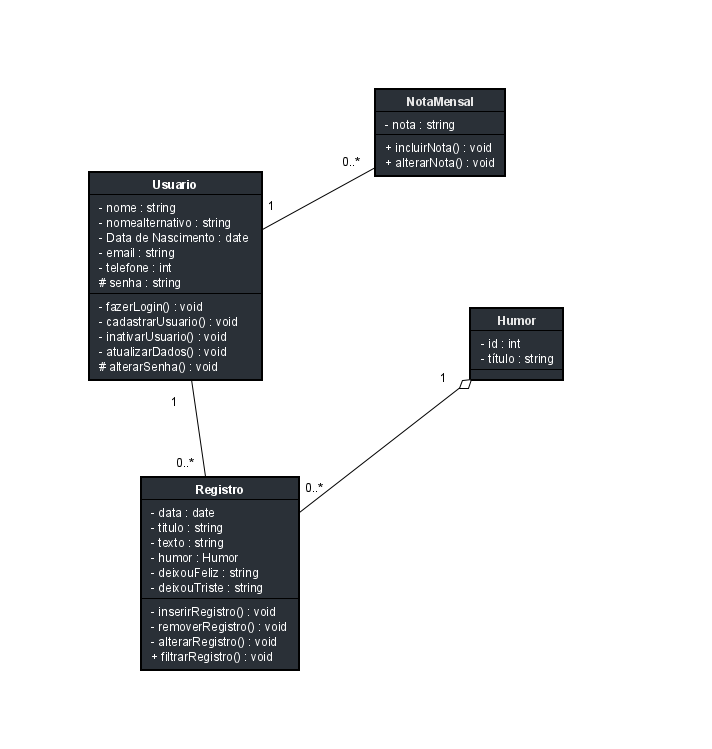 NotaMensal
- nota : string
+ incluirNota() : void
+ alterarNota() : void
0..*
1
Usuario
- nome : string
- nomealternativo : string
- Data de Nascimento : date
- email : string
- telefone : int
# senha : string
- fazerLogin() : void
- cadastrarUsuario() : void
- inativarUsuario() : void
- atualizarDados() : void
# alterarSenha() : void
Humor
- id : int
- título : string
1
1
0..*
0..*
Registro
- data : date
- titulo : string
- texto : string
- humor : Humor
- deixouFeliz : string
- deixouTriste : string
- inserirRegistro() : void
- removerRegistro() : void
- alterarRegistro() : void
+ filtrarRegistro() : void